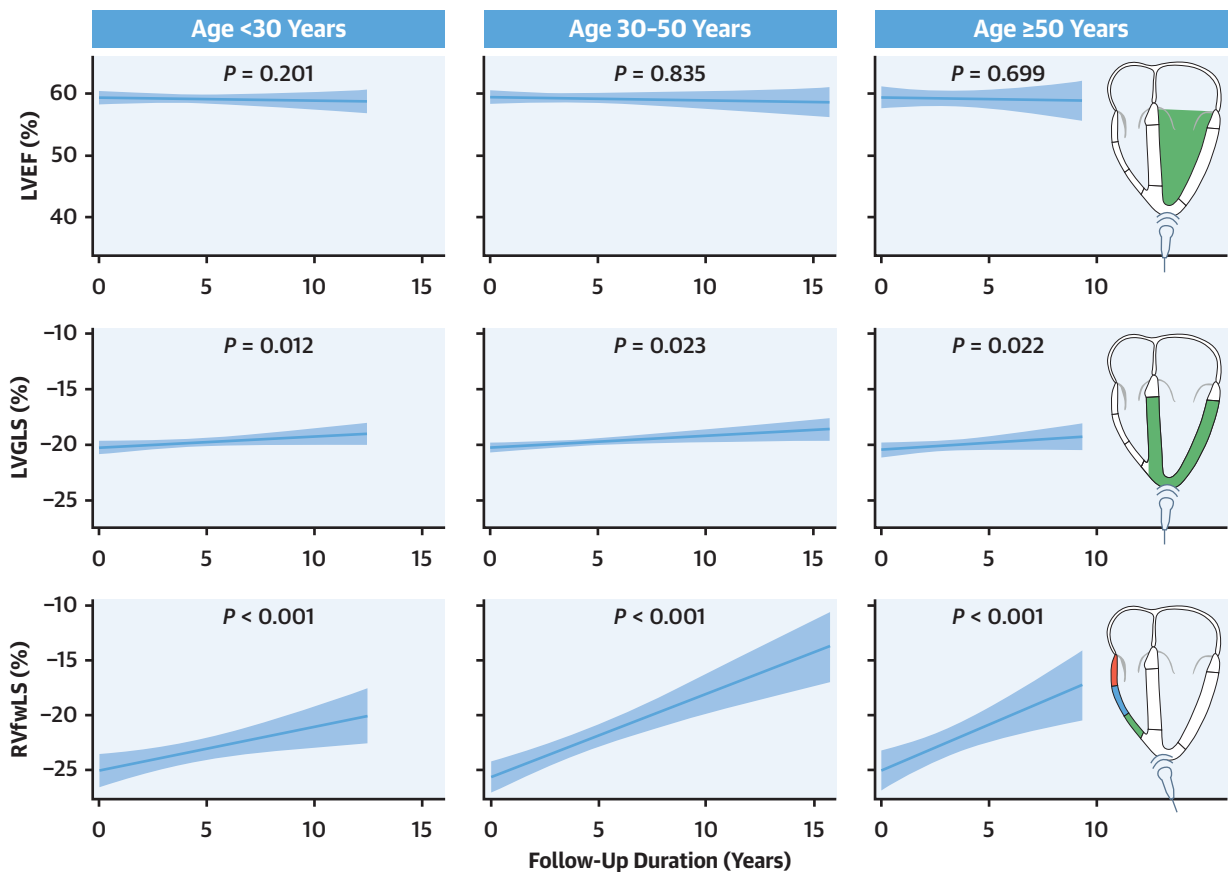 Age <30 Years
Age 30–50 Years
Age ≥50 Years
LVEF (%)
60
50
40
P = 0.201
P = 0.835
P = 0.699
0 5 10 15
0 5 10 15
0 5 10
LVGLS (%)
−10
−15
−20
−25
P = 0.012
P = 0.023
P = 0.022
0 5 10 15
0 5 10 15
0 5 10
RVfwLS (%)
−10
−15
−20
−25
P < 0.001
P < 0.001
P < 0.001
0 5 10 15
0 5 10 15
0 5 10
Follow-Up Duration (Years)